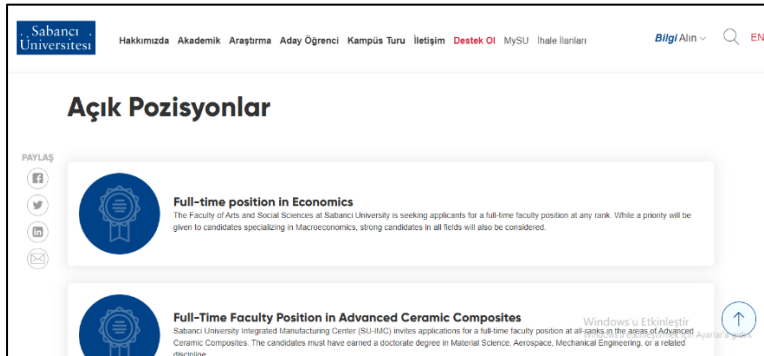 Sabancı
Üniversitesi
Hakkımızda Akademik Araştırma Aday Öğrenci Kampüs Turu İletişim Destek Ol MySU İhale İlanları
Bilgi Alın
EN
Açık Pozisyonlar
PAYLAŞ
Full-time position in Economics
The Faculty of Arts and Social Sciences at Sabanci University is seeking applicants for a full-time faculty position at any rank. While a priority will be
given to candidates specializing in Macroeconomics, strong candidates in all fields will also be considered.
Full-Time Faculty Position in Advanced Ceramic Composites
Windows'u Etkinleştir
Sabanci University Integrated Manufacturing Center (SU-IMC) invites applications for a full-time faculty position at all-ranks in the areas of Advanced
Ceramic Composites. The candidates must have earned a doctorate degree in Material Science, Aerospace, Mechanical Engineering, or a related
discipline